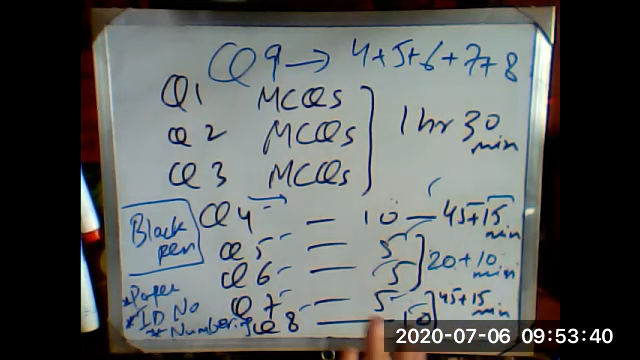 Q9 → 4+5+6+7+8
Q1 MCQs
Q2 MCQs
Q3 MCQs
1 hr 30 min
Q4 — 10 — 45+15 min
Black pen
Q5 — 5
Q6 — 5
20+10 min
*Paper
*ID No
*Numbering
Q7 — 5
Q8 — 10
45+15 min
2020-07-06 09:53:40